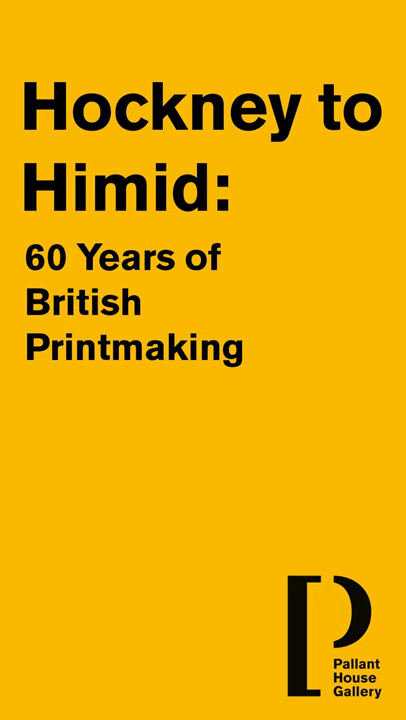 Hockney to
Himid:
60 Years of
British
Printmaking
Pallant
House
Gallery